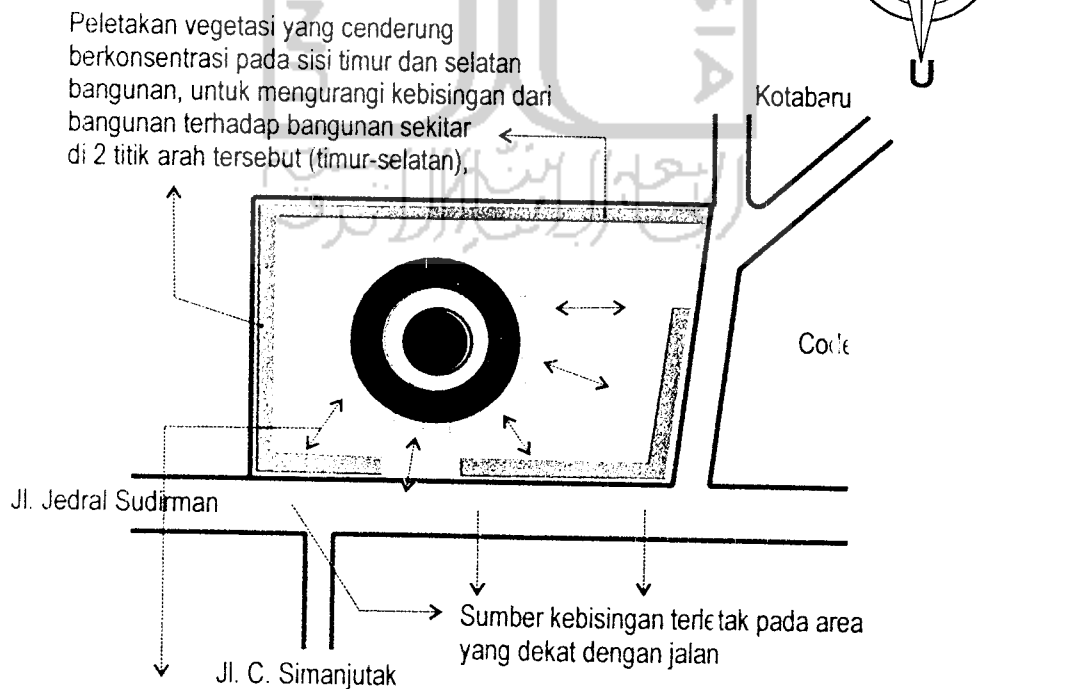 Peletakan vegetasi yang cenderung
berkonsentrasi pada sisi timur dan selatan
bangunan, untuk mengurangi kebisingan dari
bangunan terhadap bangunan sekitar
di 2 titik arah tersebut (timur-selatan),
U
Kotabaru
Code
Jl. Jedral Sudirman
Sumber kebisingan terletak pada area
yang dekat dengan jalan
Jl. C. Simanjutak